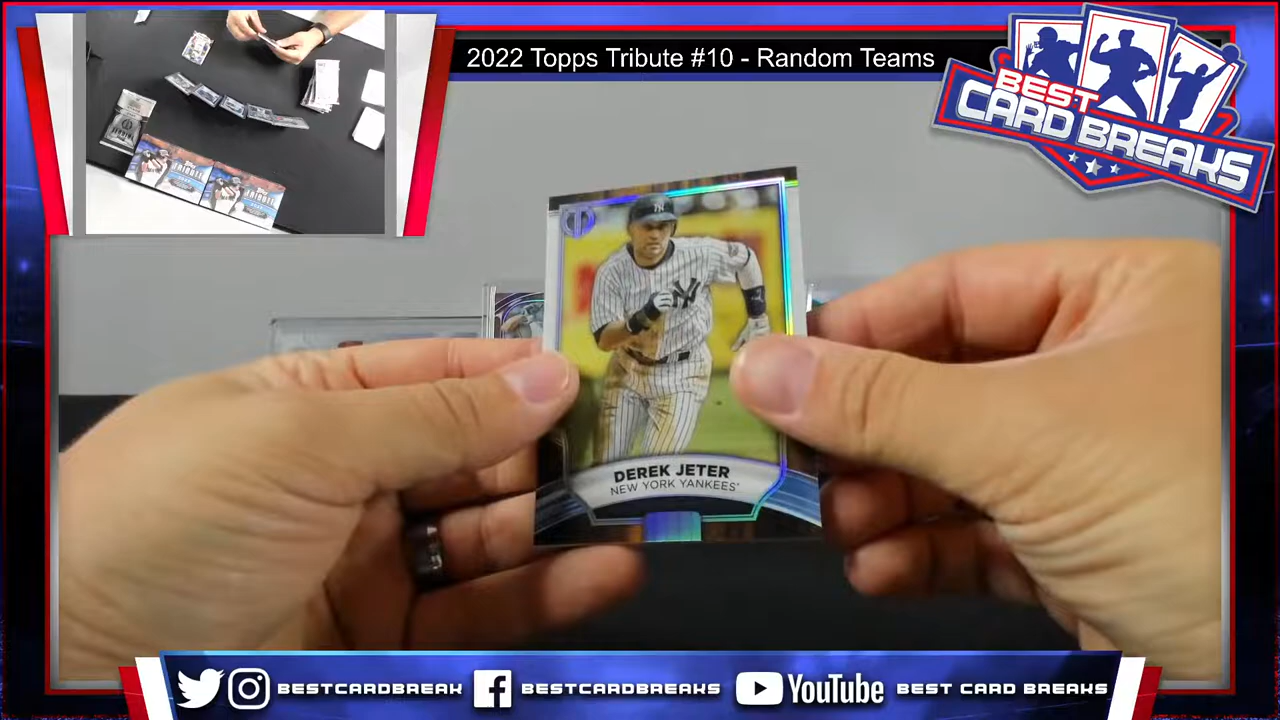 2022 Topps Tribute #10 - Random Teams
BEST
CARD BREAKS
NY
DEREK JETER
NEW YORK YANKEES
BESTCARDBREAK
BESTCARDBREAKS
YouTube
BEST CARD BREAKS